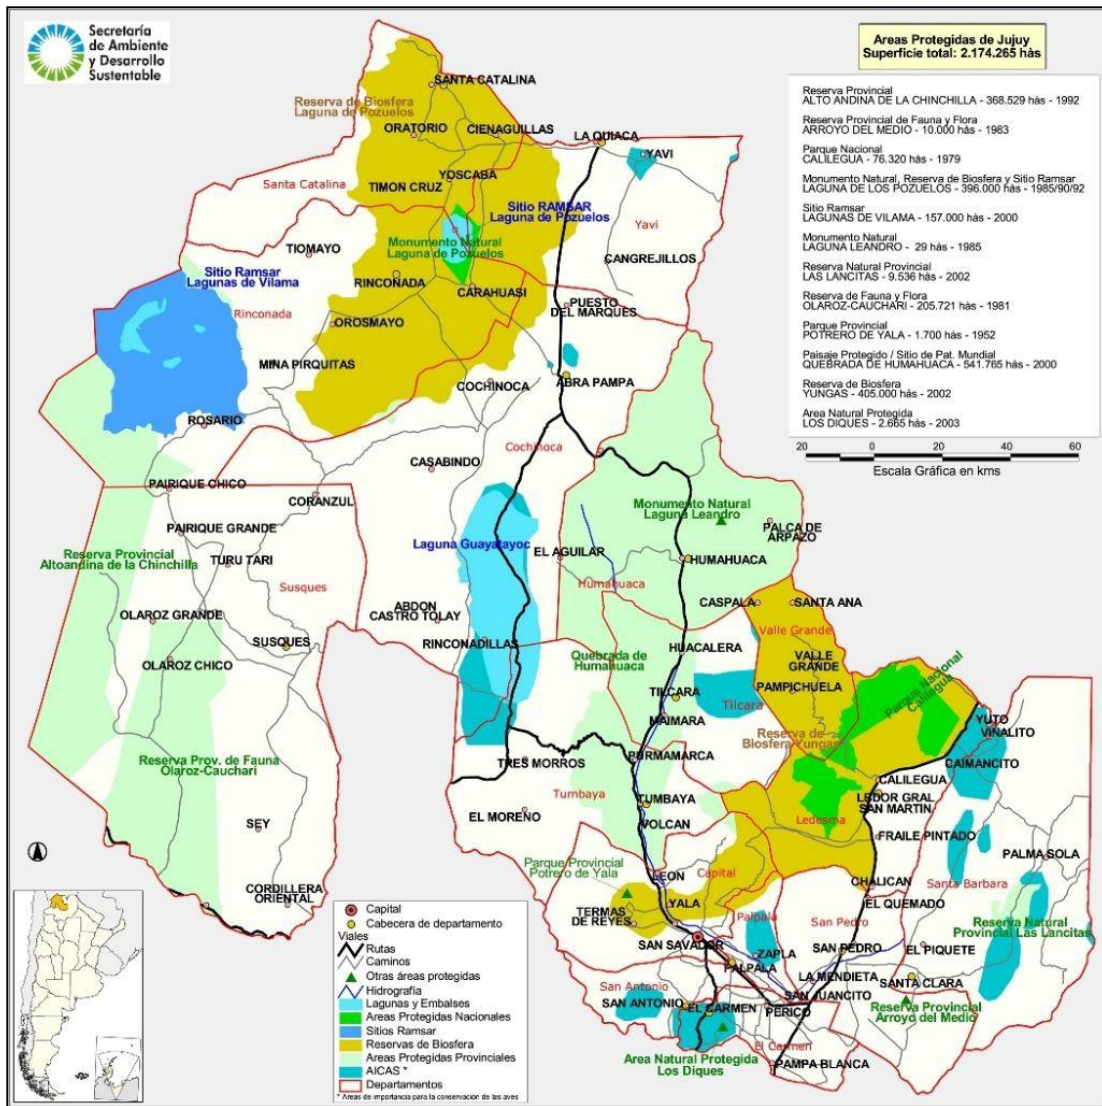 Secretaría
de Ambiente
y Desarrollo
Sustentable
Areas Protegidas de Jujuy
Superficie total: 2.174.265 hàs
Reserva Provincial
ALTO ANDINA DE LA CHINCHILLA - 368.529 hàs - 1992
Reserva Provincial de Fauna y Flora
ARROYO DEL MEDIO - 10.000 hàs - 1983
Parque Nacional
CALILEGUA - 76.320 hàs - 1979
Monumento Natural, Reserva de Biosfera y Sitio Ramsar
LAGUNA DE LOS POZUELOS - 396.000 hàs - 1985/90/92
Sitio Ramsar
LAGUNAS DE VILAMA - 157.000 hàs - 2000
Monumento Natural
LAGUNA LEANDRO - 29 hàs - 1985
Reserva Natural Provincial
LAS LANCITAS - 9.536 hàs - 2002
Reserva de Fauna y Flora
OLAROZ-CAUCHARI - 205.721 hàs - 1981
Parque Provincial
POTRERO DE YALA - 1.700 hàs - 1952
Paisaje Protegido / Sitio de Pat. Mundial
QUEBRADA DE HUMAHUACA - 541.765 hàs - 2000
Reserva de Biosfera
YUNGAS - 405.000 hàs - 2002
Area Natural Protegida
LOS DIQUES - 2.665 hàs - 2003
20 0 20 40 60
Escala Gráfica en kms
SANTA CATALINA
Reserva de Biosfera
Laguna de Pozuelos
ORATORIO
CIENAGUILLAS
LA QUIACA
YAVI
YOSCABA
Santa Catalina
TIMON CRUZ
Sitio RAMSAR
Laguna de Pozuelos
Yaví
Monumento Natural
Laguna de Pozuelos
TIOMAYO
CANGREJILLOS
Sitio Ramsar
Lagunas de Vilama
RINCONADA
CARAHUASI
Rinconada
PUESTO
DEL MARQUES
OROSMAYO
MINA PIRQUITAS
COCHINOCA
ABRA PAMPA
ROSARIO
Cochinoca
CASABINDO
PAIRIQUE CHICO
CORANZUL
Monumento Natural
Laguna Leandro
PALCA DE
ARPAZO
PAIRIQUE GRANDE
Laguna Guayatayoc
EL AGUILAR
HUMAHUACA
Reserva Provincial
Altoandina de la Chinchilla
TURU TARI
Susques
Humahuaca
CASPALA
SANTA ANA
OLAROZ GRANDE
ABDON
CASTRO TOLAY
Valle Grande
SUSQUES
RINCONADILLAS
HUACALERA
VALLE
GRANDE
OLAROZ CHICO
Quebrada de
Humahuaca
PAMPICHUELA
Parque Nacional
Calilegua
TILCARA
Tilcara
MAIMARA
YUTO
VINALITO
Reserva de
Biosfera Yungas
Reserva Prov. de Fauna
Olaroz-Cauchari
TRES MORROS
PURMAMARCA
CAIMANCITO
CALILEGUA
Tumbaya
TUMBAYA
LEDOR GRAL
SAN MARTIN
EL MORENO
VOLCAN
Ledesma
SEY
FRAILE PINTADO
Parque Provincial
Potrero de Yala
PALMA SOLA
LEON
Capital
CHALICAN
Santa Barbara
CORDILLERA
ORIENTAL
YALA
EL QUEMADO
TERMAS
DE REYES
Palpalá
San Pedro
Reserva Natural
Provincial Las Lancitas
SAN SAVADOR
ZAPLA
SAN PEDRO
EL PIQUETE
PALPALA
LA MENDIETA
SANTA CLARA
San Antonio
SAN JUANCITO
SAN ANTONIO
EL CARMEN
PERICO
Reserva Provincial
Arroyo del Medio
El Carmen
Area Natural Protegida
Los Diques
PAMPA BLANCA
Capital
Cabecera de departamento
Viales
Rutas
Caminos
Otras áreas protegidas
Hidrografía
Lagunas y Embalses
Areas Protegidas Nacionales
Sitios Ramsar
Reservas de Biosfera
Areas Protegidas Provinciales
AICAS *
Departamentos
* Areas de importancia para la conservación de las aves